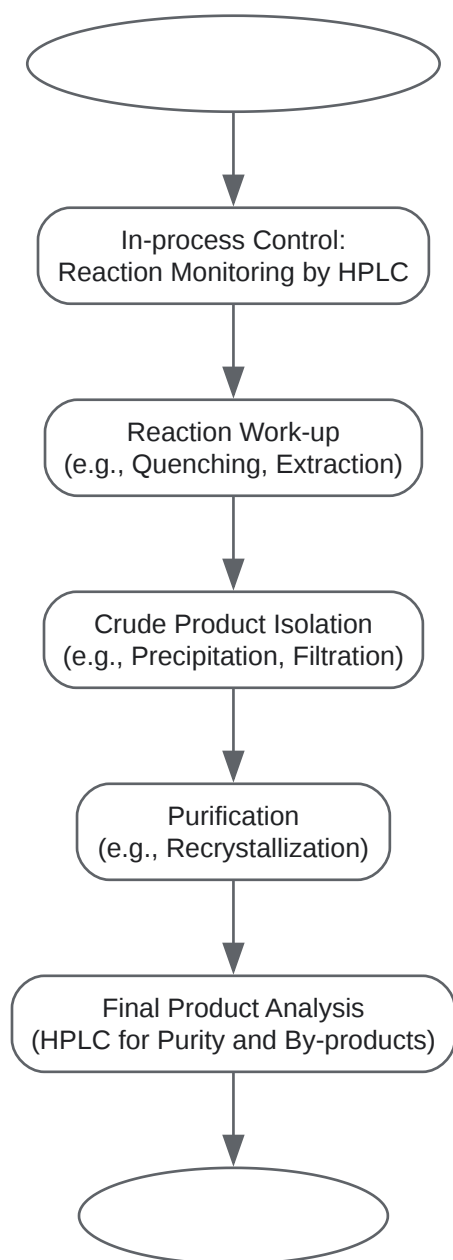 In-process Control:
Reaction Monitoring by HPLC
Reaction Work-up
(e.g., Quenching, Extraction)
Crude Product Isolation
(e.g., Precipitation, Filtration)
Purification
(e.g., Recrystallization)
Final Product Analysis
(HPLC for Purity and By-products)